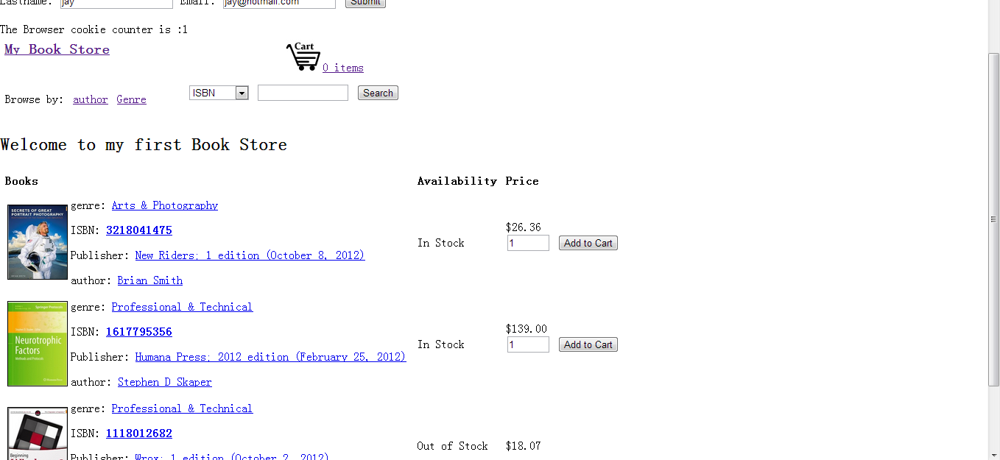 Lastname: jay Email: jay@hotmail.com Submit
The Browser cookie counter is :1
My Book Store
Cart
0 items
Browse by: author Genre ISBN Search
Welcome to my first Book Store
Books Availability Price
SECRETS OF GREAT
PORTRAIT PHOTOGRAPHY
genre: Arts & Photography
ISBN: 3218041475
Publisher: New Riders; 1 edition (October 8, 2012)
author: Brian Smith
In Stock
$26.36
1 Add to Cart
Neurotrophic
Factors
Methods and Protocols
genre: Professional & Technical
ISBN: 1617795356
Publisher: Humana Press; 2012 edition (February 25, 2012)
author: Stephen D Skaper
In Stock
$139.00
1 Add to Cart
Beginning
genre: Professional & Technical
ISBN: 1118012682
Publisher: Wrox; 1 edition (October 2, 2012)
Out of Stock
$18.07